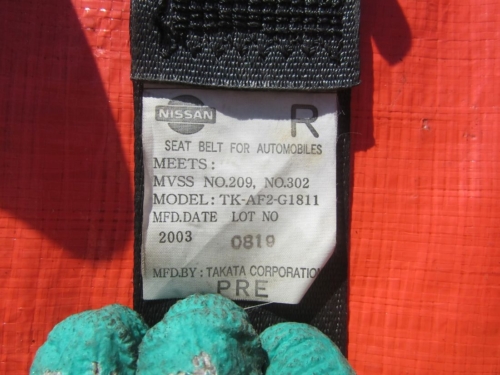 NISSAN
R
SEAT BELT FOR AUTOMOBILES
MEETS:
MVSS NO.209, NO.302
MODEL: TK-AF2-G1811
MFD.DATE LOT NO
2003 0819
MFD.BY: TAKATA CORPORATION
PRE